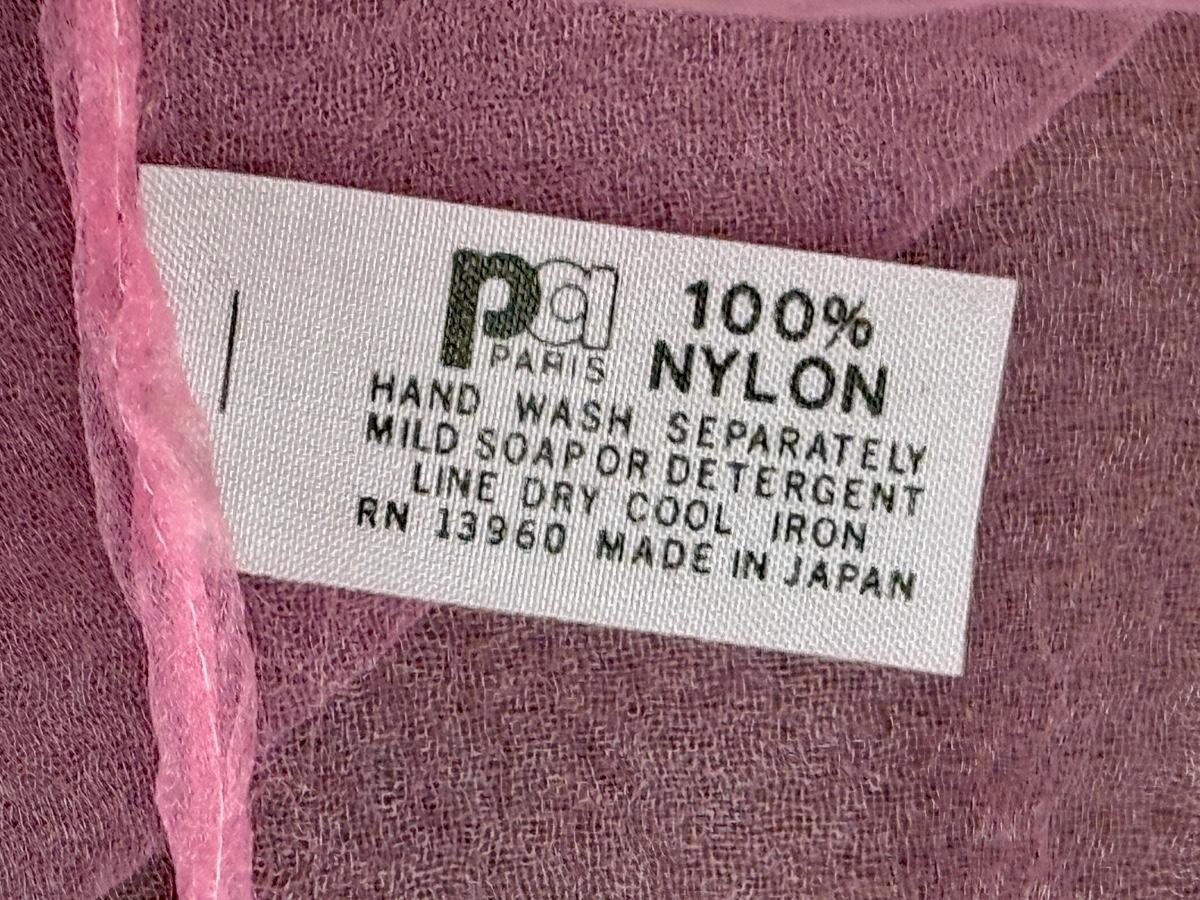 pa 100%
PARIS NYLON
HAND WASH SEPARATELY
MILD SOAP OR DETERGENT
LINE DRY COOL IRON
RN 13960 MADE IN JAPAN